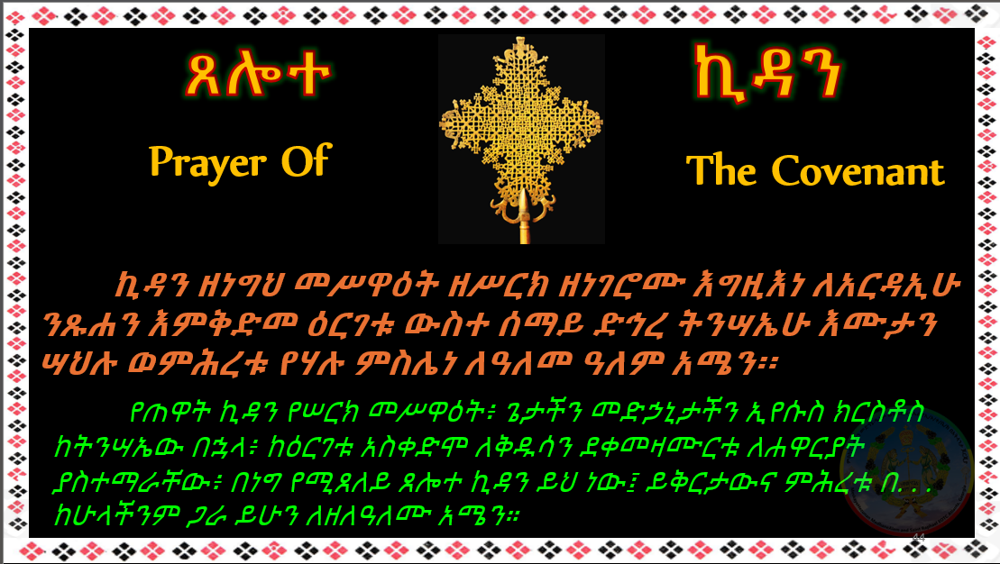 ጸሎተ ኪዳን
Prayer Of The Covenant
ኪዳን ዘነግህ መሥዋዕት ዘሥርክ ዘነገሮሙ እግዚእነ ለአርዳኢሁ
ንጹሐን እምቅድመ ዕርገቱ ውስተ ሰማይ ድኅረ ትንሣኤሁ እሙታን
ሣህሉ ወምሕረቱ የሃሉ ምስሌነ ለዓለመ ዓለም አሜን፡፡
የጠዋት ኪዳን የሠርክ መሥዋዕት፥ ጌታችን መድኃኒታችን ኢየሱስ ክርስቶስ
ከትንሣኤው በኋላ፥ ከዕርገቱ አስቀድሞ ለቅዱሳን ደቀመዛሙርቱ ለሐዋርያት
ያስተማራቸው፥ በነግ የሚጸለይ ጸሎተ ኪዳን ይህ ነው፤ ይቅርታውና ምሕረቱ በ. . .
ከሁላችንም ጋራ ይሁን ለዘለዓለሙ አሜን።